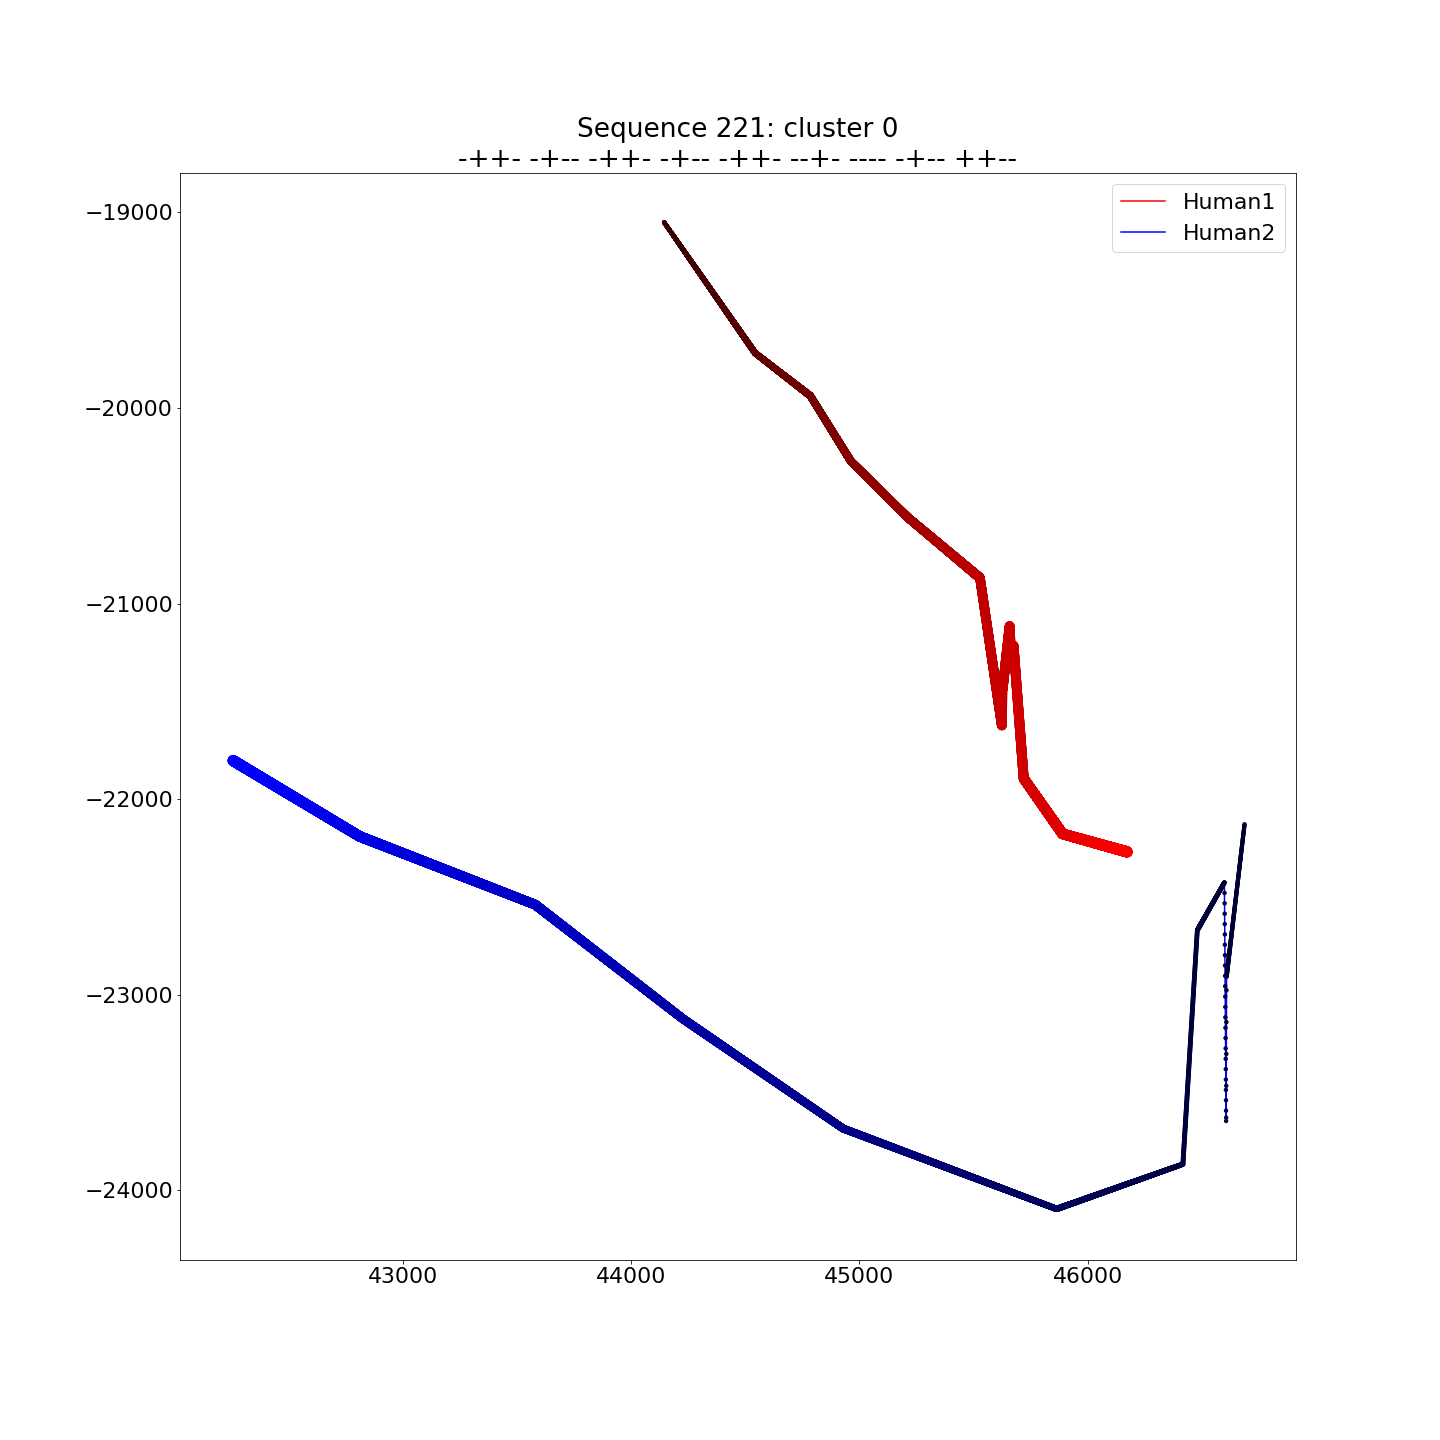 Sequence 221: cluster 0
-++- -+-- -++- -+-- -++- --+- ---- -+-- ++--
Human1
Human2
−19000
−20000
−21000
−22000
−23000
−24000
43000 44000 45000 46000